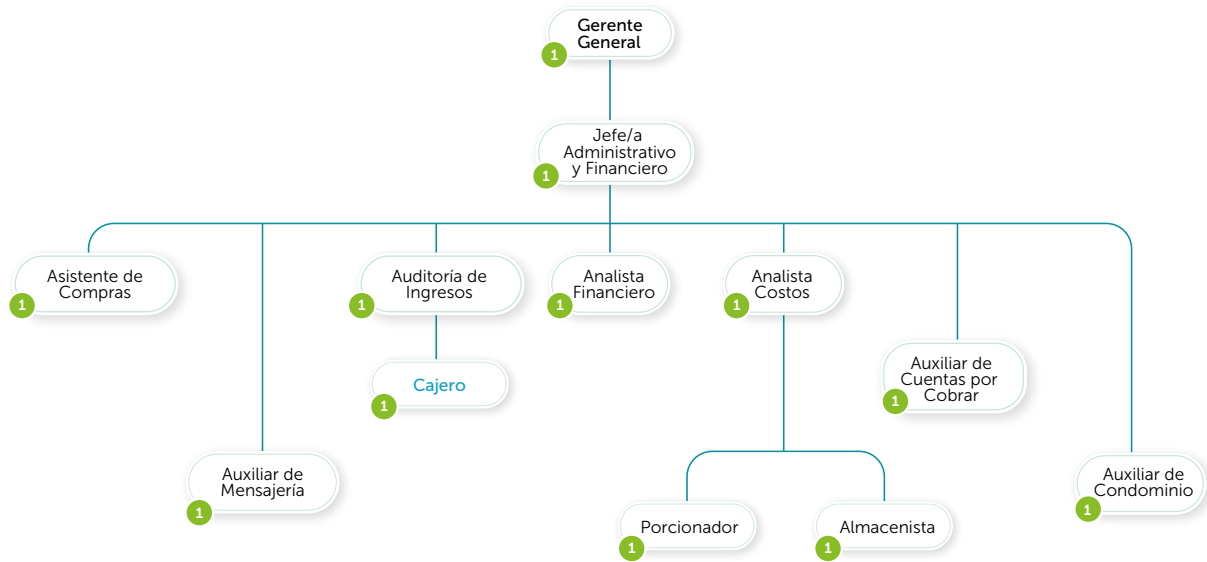 Gerente
General
1
Jefe/a
Administrativo
y Financiero
1
Asistente de
Compras
1
Auditoría de
Ingresos
1
Analista
Financiero
1
Analista
Costos
1
Cajero
1
Auxiliar de
Cuentas por
Cobrar
1
Auxiliar de
Mensajería
1
Auxiliar de
Condominio
1
Porcionador
1
Almacenista
1